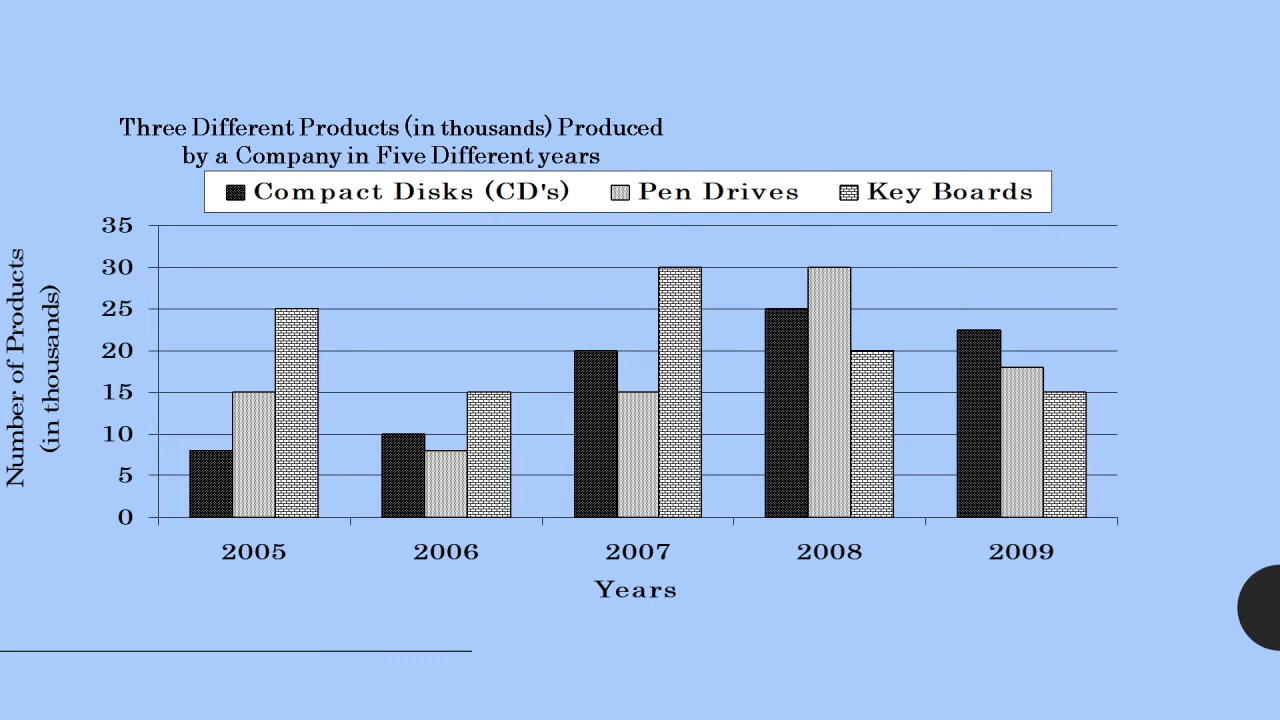 Three Different Products (in thousands) Produced
by a Company in Five Different years
Compact Disks (CD's) Pen Drives Key Boards
Number of Products
(in thousands)
35
30
25
20
15
10
5
0
2005 2006 2007 2008 2009
Years